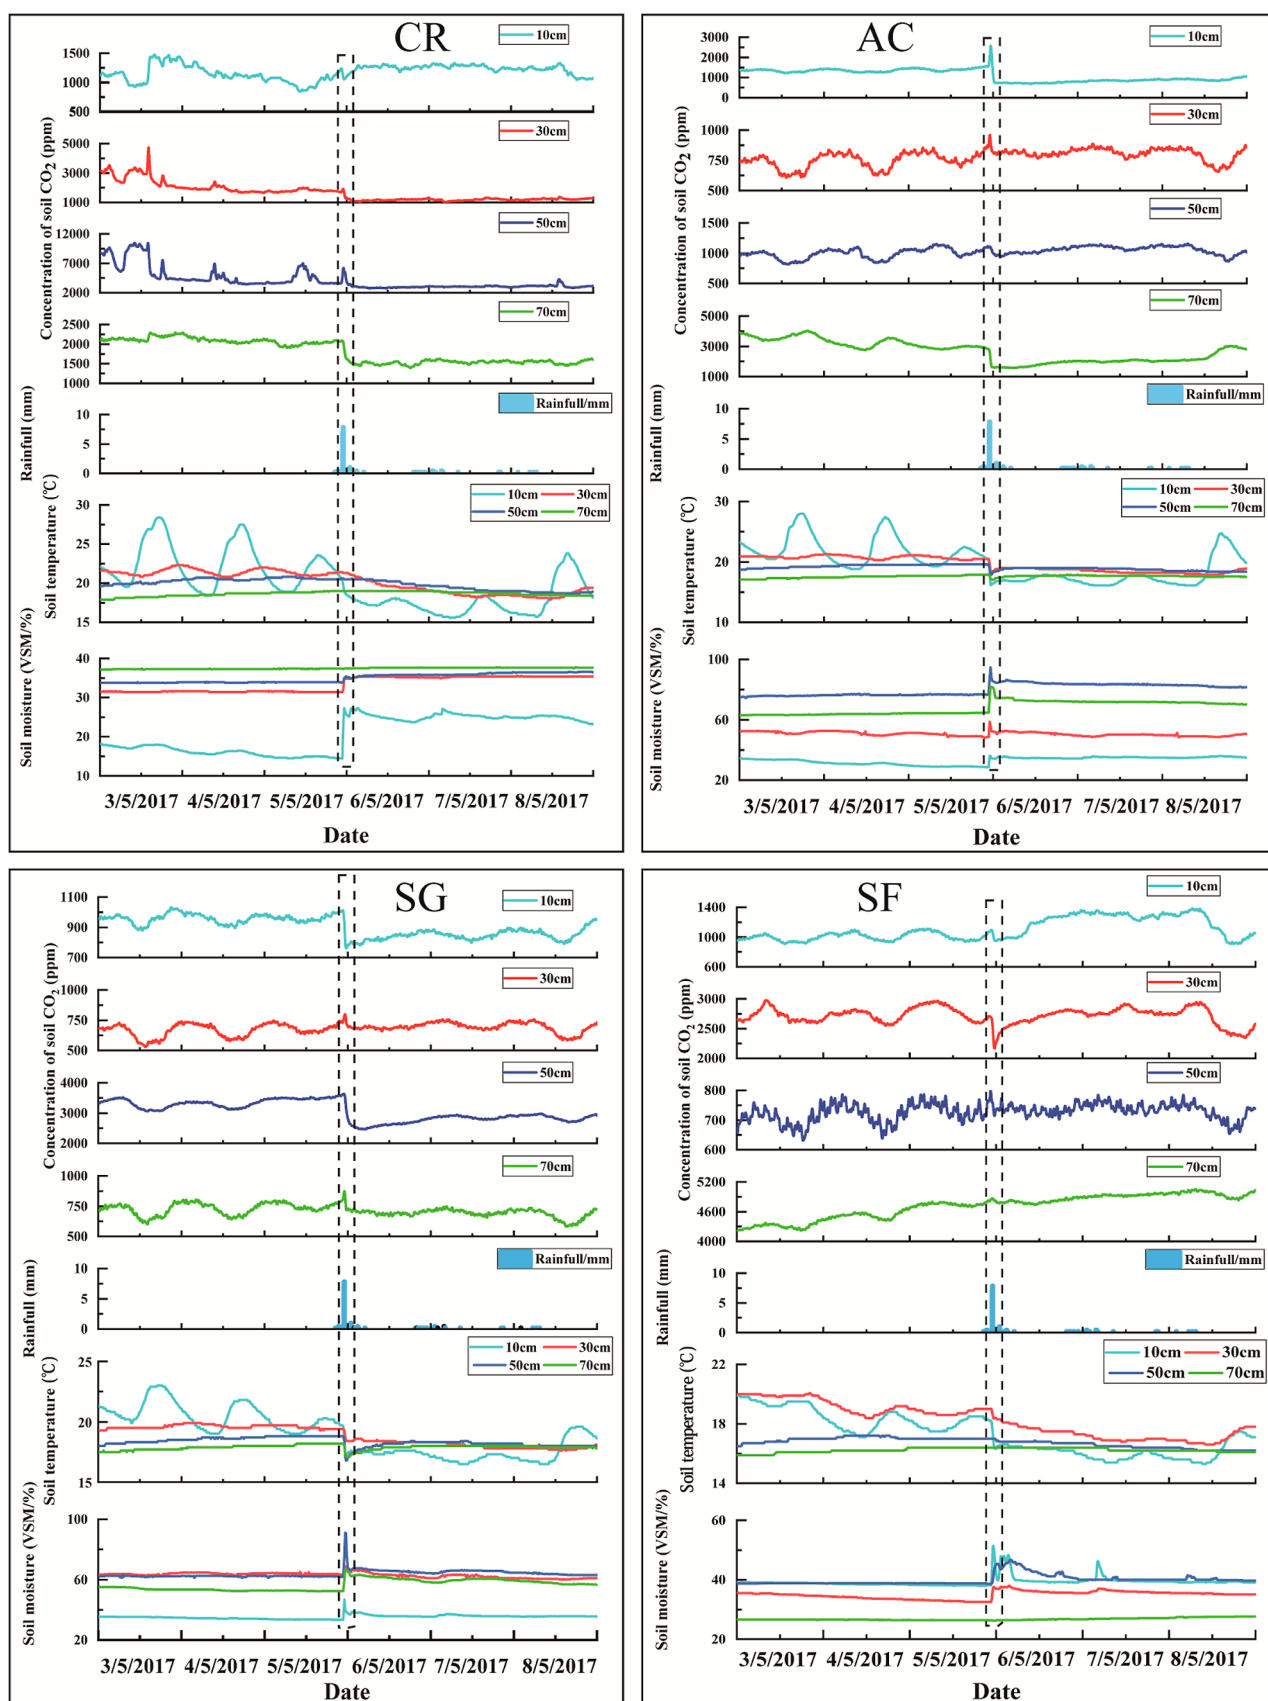 CR
10cm
1500
1000
500
30cm
5000
3000
1000
50cm
12000
7000
2000
70cm
2500
2000
1500
1000
Concentration of soil CO₂ (ppm)
Rainfull/mm
10
5
0
Rainfull (mm)
10cm 30cm
50cm 70cm
30
25
20
15
Soil temperature (℃)
40
30
20
10
Soil moisture (VSM/%)
3/5/2017 4/5/2017 5/5/2017 6/5/2017 7/5/2017 8/5/2017
Date
AC
10cm
3000
2000
1000
0
30cm
1000
750
500
50cm
1500
1000
500
70cm
5000
3000
1000
Concentration of soil CO₂ (ppm)
Rainfull/mm
10
5
0
Rainfull (mm)
10cm 30cm
50cm 70cm
30
20
10
Soil temperature (℃)
100
60
20
Soil moisture (VSM/%)
3/5/2017 4/5/2017 5/5/2017 6/5/2017 7/5/2017 8/5/2017
Date
SG
10cm
1100
900
700
30cm
1000
750
500
50cm
4000
3000
2000
70cm
1000
750
500
Concentration of soil CO₂ (ppm)
Rainfull/mm
10
5
0
Rainfull (mm)
10cm 30cm
50cm 70cm
25
20
15
Soil temperature (℃)
100
60
20
Soil moisture (VSM/%)
3/5/2017 4/5/2017 5/5/2017 6/5/2017 7/5/2017 8/5/2017
Date
SF
10cm
1400
1000
600
30cm
3000
2500
2000
50cm
800
700
600
70cm
5200
4600
4000
Concentration of soil CO₂ (ppm)
Rainfull/mm
10
5
0
Rainfull (mm)
10cm 30cm
50cm 70cm
22
18
14
Soil temperature (℃)
60
40
20
Soil moisture (VSM/%)
3/5/2017 4/5/2017 5/5/2017 6/5/2017 7/5/2017 8/5/2017
Date